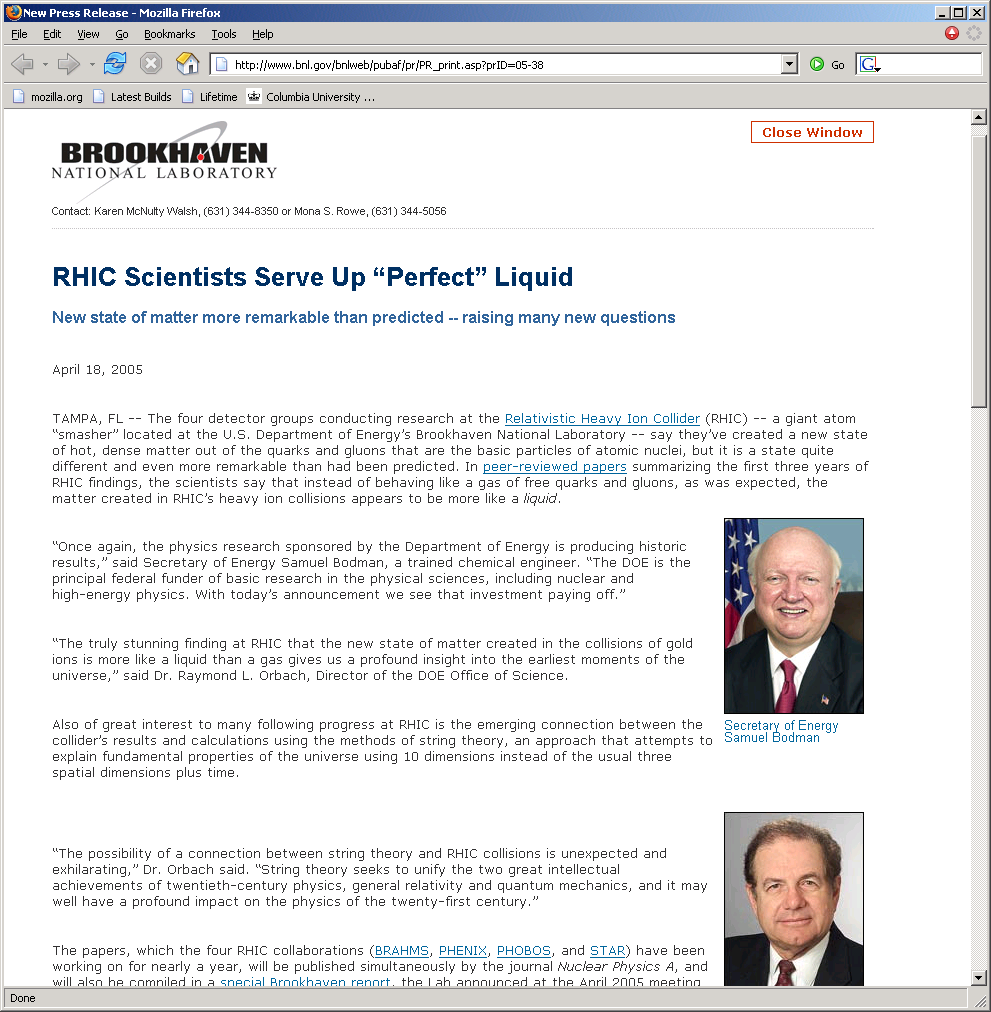 New Press Release - Mozilla Firefox
File Edit View Go Bookmarks Tools Help
http://www.bnl.gov/bnlweb/pubaf/pr/PR_print.asp?prID=05-38
Go
G
mozilla.org Latest Builds Lifetime Columbia University ...
Close Window
BROOKHAVEN
NATIONAL LABORATORY
Contact: Karen McNulty Walsh, (631) 344-8350 or Mona S. Rowe, (631) 344-5056
RHIC Scientists Serve Up “Perfect” Liquid
New state of matter more remarkable than predicted -- raising many new questions
April 18, 2005
TAMPA, FL -- The four detector groups conducting research at the Relativistic Heavy Ion Collider (RHIC) -- a giant atom
“smasher” located at the U.S. Department of Energy’s Brookhaven National Laboratory -- say they’ve created a new state
of hot, dense matter out of the quarks and gluons that are the basic particles of atomic nuclei, but it is a state quite
different and even more remarkable than had been predicted. In peer-reviewed papers summarizing the first three years of
RHIC findings, the scientists say that instead of behaving like a gas of free quarks and gluons, as was expected, the
matter created in RHIC’s heavy ion collisions appears to be more like a liquid.
“Once again, the physics research sponsored by the Department of Energy is producing historic
results,” said Secretary of Energy Samuel Bodman, a trained chemical engineer. “The DOE is the
principal federal funder of basic research in the physical sciences, including nuclear and
high-energy physics. With today’s announcement we see that investment paying off.”
“The truly stunning finding at RHIC that the new state of matter created in the collisions of gold
ions is more like a liquid than a gas gives us a profound insight into the earliest moments of the
universe,” said Dr. Raymond L. Orbach, Director of the DOE Office of Science.
Secretary of Energy
Samuel Bodman
Also of great interest to many following progress at RHIC is the emerging connection between the
collider’s results and calculations using the methods of string theory, an approach that attempts to
explain fundamental properties of the universe using 10 dimensions instead of the usual three
spatial dimensions plus time.
“The possibility of a connection between string theory and RHIC collisions is unexpected and
exhilarating,” Dr. Orbach said. “String theory seeks to unify the two great intellectual
achievements of twentieth-century physics, general relativity and quantum mechanics, and it may
well have a profound impact on the physics of the twenty-first century.”
The papers, which the four RHIC collaborations (BRAHMS, PHENIX, PHOBOS, and STAR) have been
working on for nearly a year, will be published simultaneously by the journal Nuclear Physics A, and
will also be compiled in a special Brookhaven report, the Lab announced at the April 2005 meeting
Done